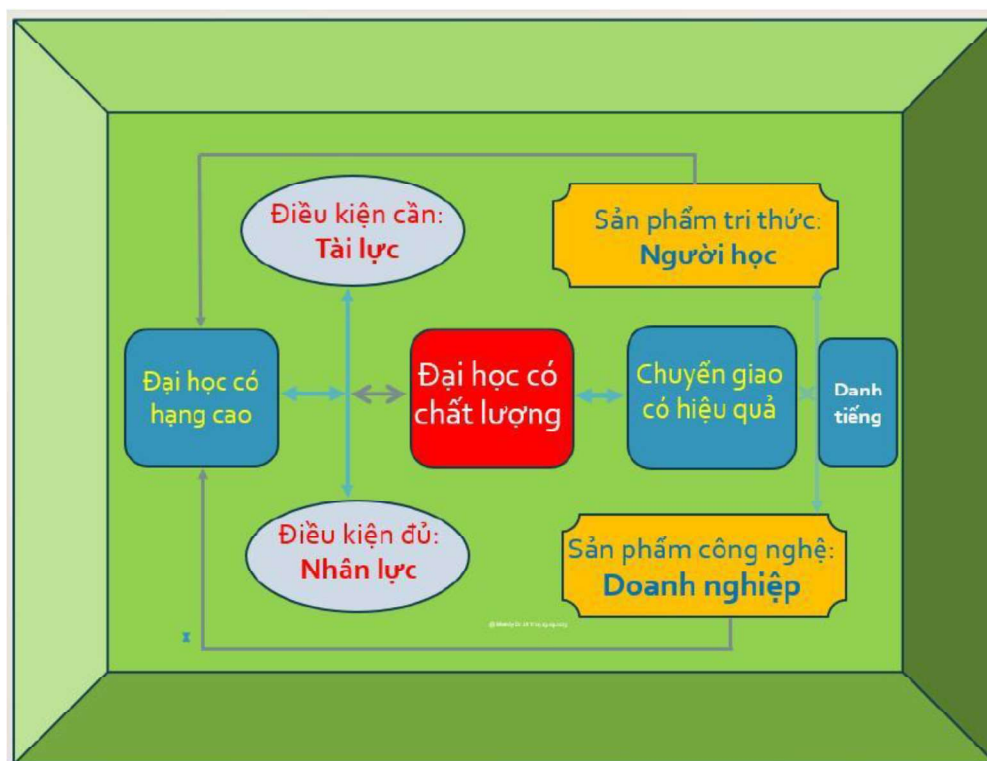 Điều kiện cần:
Tài lực
Sản phẩm tri thức:
Người học
Đại học có
hạng cao
Đại học có
chất lượng
Chuyển giao
có hiệu quả
Danh
tiếng
Điều kiện đủ:
Nhân lực
Sản phẩm công nghệ:
Doanh nghiệp